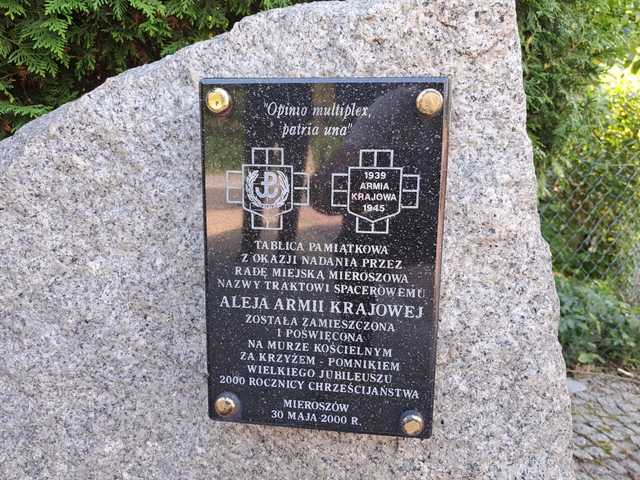 "Opinio multiplex,
patria una"
1939
ARMIA
KRAJOWA
1945
TABLICA PAMIĄTKOWA
Z OKAZJI NADANIA PRZEZ
RADĘ MIEJSKĄ MIEROSZOWA
NAZWY TRAKTOWI SPACEROWEMU
ALEJA ARMII KRAJOWEJ
ZOSTAŁA ZAMIESZCZONA
I POŚWIĘCONA
NA MURZE KOŚCIELNYM
ZA KRZYŻEM - POMNIKIEM
WIELKIEGO JUBILEUSZU
2000 ROCZNICY CHRZEŚCIJAŃSTWA
MIEROSZÓW
30 MAJA 2000 R.